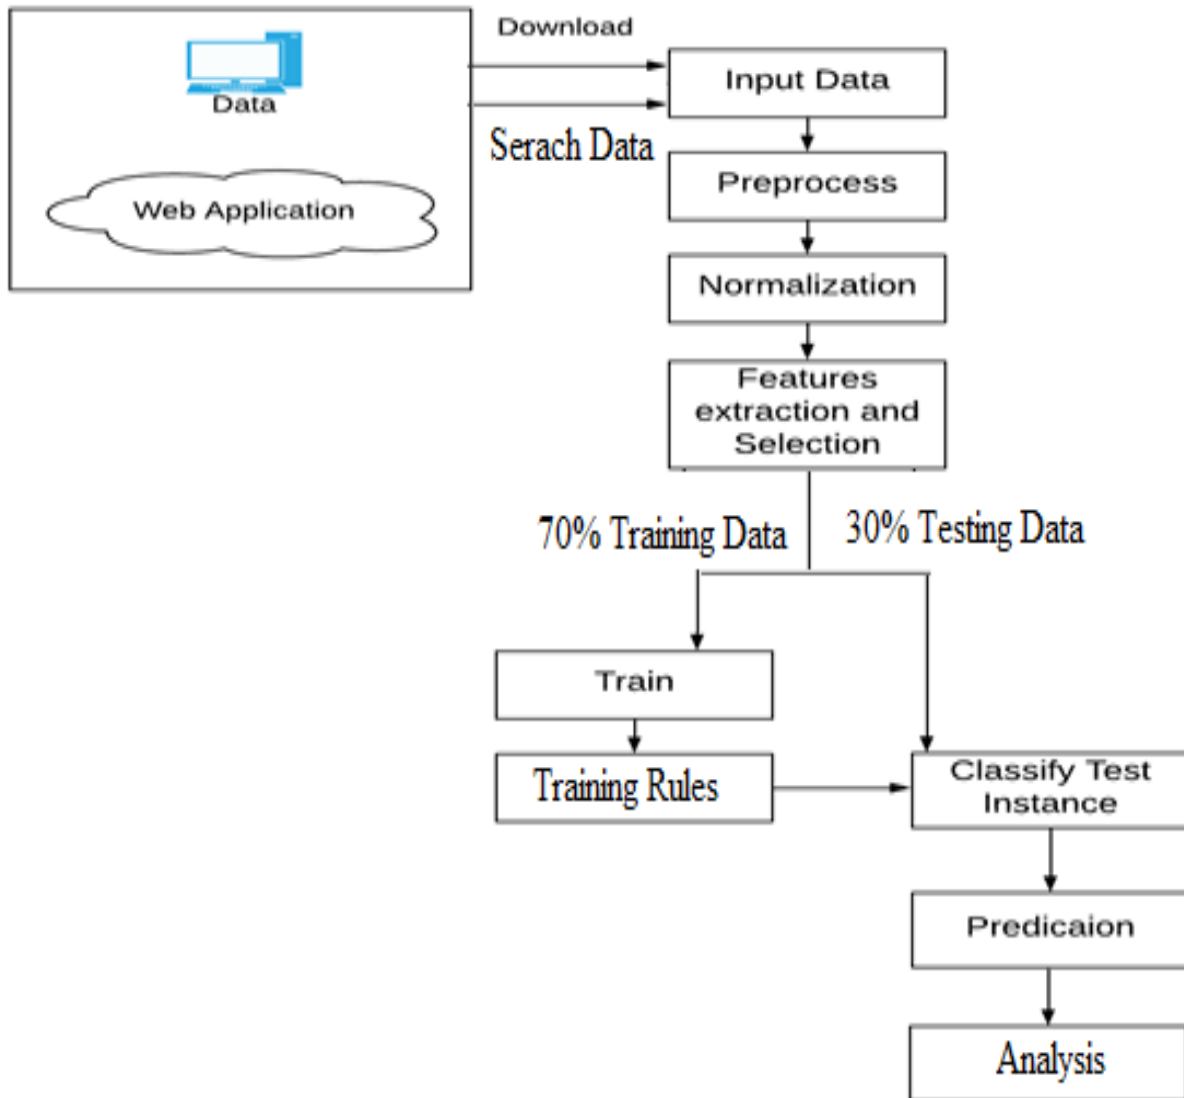 Download
Data
Serach Data
Web Application
Input Data
Preprocess
Normalization
Features
extraction and
Selection
70% Training Data
30% Testing Data
Train
Training Rules
Classify Test
Instance
Predicaion
Analysis